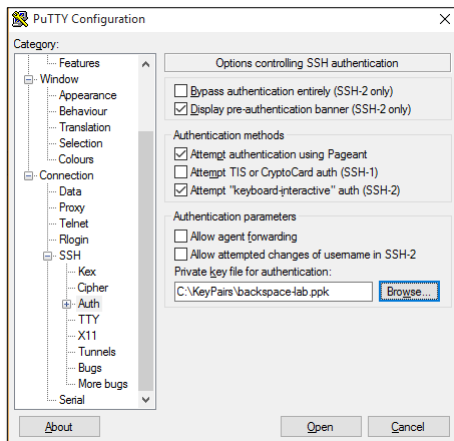 PuTTY Configuration
Category:
Features
Window
Appearance
Behaviour
Translation
Selection
Colours
Connection
Data
Proxy
Telnet
Rlogin
SSH
Kex
Cipher
Auth
TTY
X11
Tunnels
Bugs
More bugs
Serial
Options controlling SSH authentication
Bypass authentication entirely (SSH-2 only)
Display pre-authentication banner (SSH-2 only)
Authentication methods
Attempt authentication using Pageant
Attempt TIS or CryptoCard auth (SSH-1)
Attempt "keyboard-interactive" auth (SSH-2)
Authentication parameters
Allow agent forwarding
Allow attempted changes of username in SSH-2
Private key file for authentication:
C:\KeyPairs\backspace-lab.ppk
Browse...
About
Open
Cancel